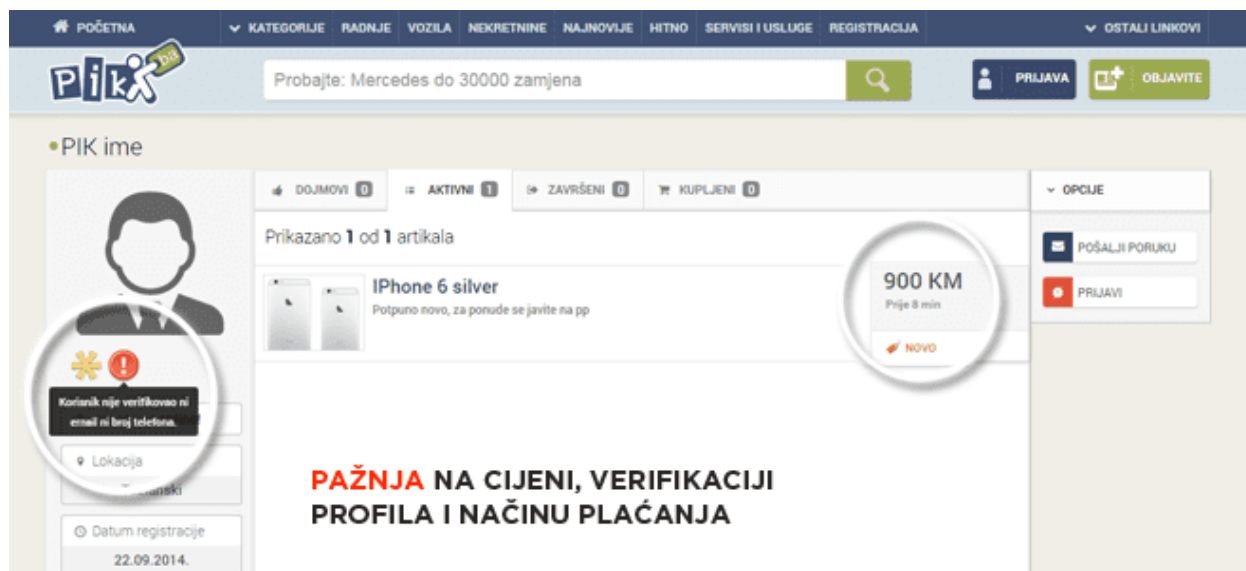 POČETNA
KATEGORIJE RADNJE VOZILA NEKRETNINE NAJNOVIJE HITNO SERVISI I USLUGE REGISTRACIJA
OSTALI LINKOVI
Pik ba
Probajte: Mercedes do 30000 zamjena
PRIJAVA
OBJAVITE
PIK ime
DOJMOVI 0
AKTIVNI 1
ZAVRŠENI 0
KUPLJENI 0
OPCIJE
Prikazano 1 od 1 artikala
POŠALJI PORUKU
PRIJAVI
IPhone 6 silver
Potpuno novo, za ponude se javite na pp
900 KM
Prije 8 min
NOVO
Korisnik nije verifikovao ni
email ni broj telefona.
Lokacija
Datum registracije
22.09.2014.
PAŽNJA NA CIJENI, VERIFIKACIJI
PROFILA I NAČINU PLAĆANJA